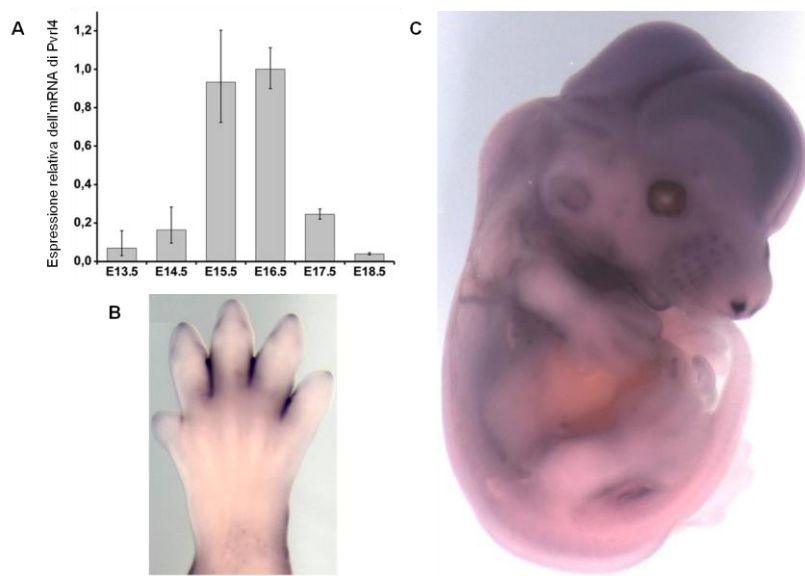 A
Espressione relativa dell'mRNA di Pvrl4
1,2
1,0
0,8
0,6
0,4
0,2
0,0
E13.5 E14.5 E15.5 E16.5 E17.5 E18.5
B
C